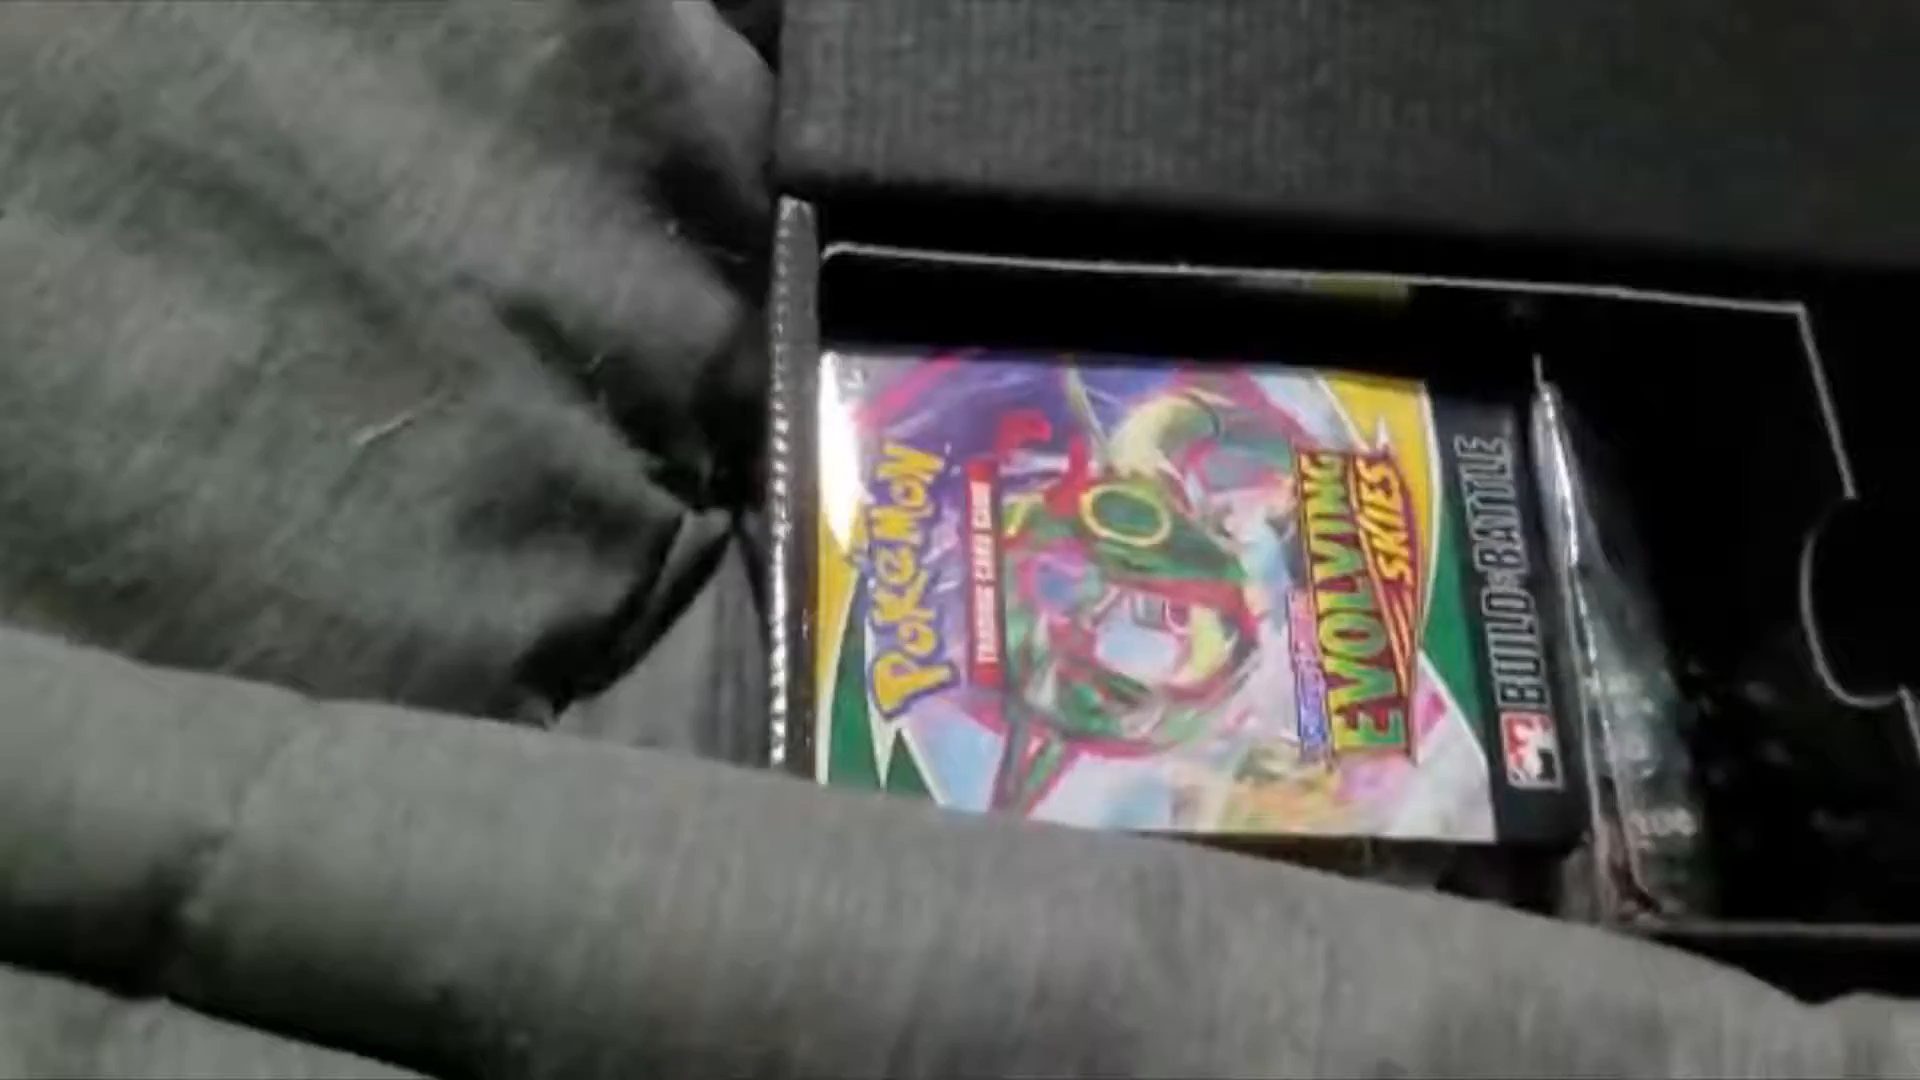 Pokémon
TRADING CARD GAME
EVOLVING
SKIES
BUILD & BATTLE